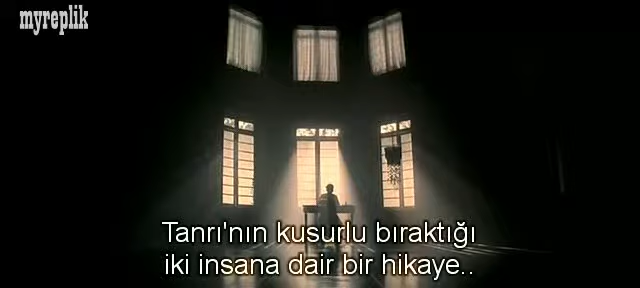 myreplik
Tanrı'nın kusurlu bıraktığı
iki insana dair bir hikaye..